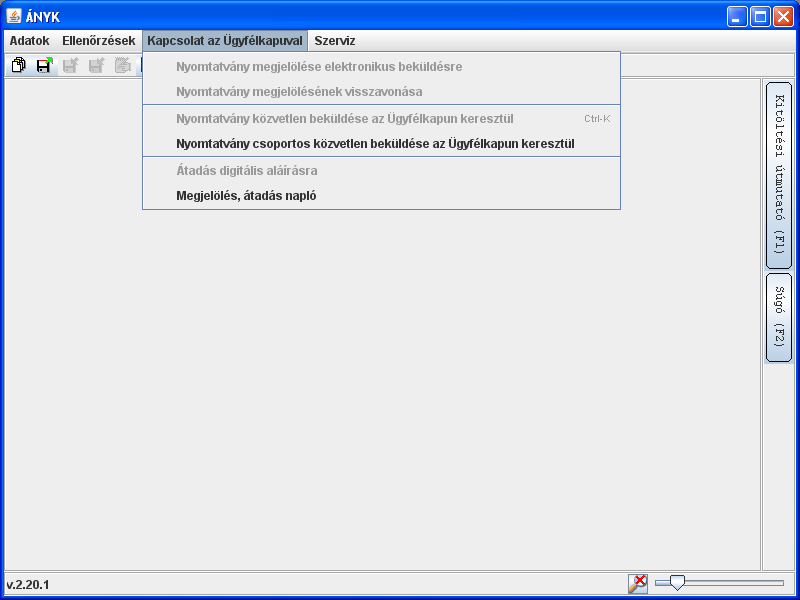 ÁNYK
Adatok Ellenőrzések Kapcsolat az Ügyfélkapuval Szerviz
Nyomtatvány megjelölése elektronikus beküldésre
Nyomtatvány megjelölésének visszavonása
Nyomtatvány közvetlen beküldése az Ügyfélkapun keresztül Ctrl-K
Nyomtatvány csoportos közvetlen beküldése az Ügyfélkapun keresztül
Átadás digitális aláírásra
Megjelölés, átadás napló
Kitöltési útmutató (F1)
Súgó (F2)
v.2.20.1